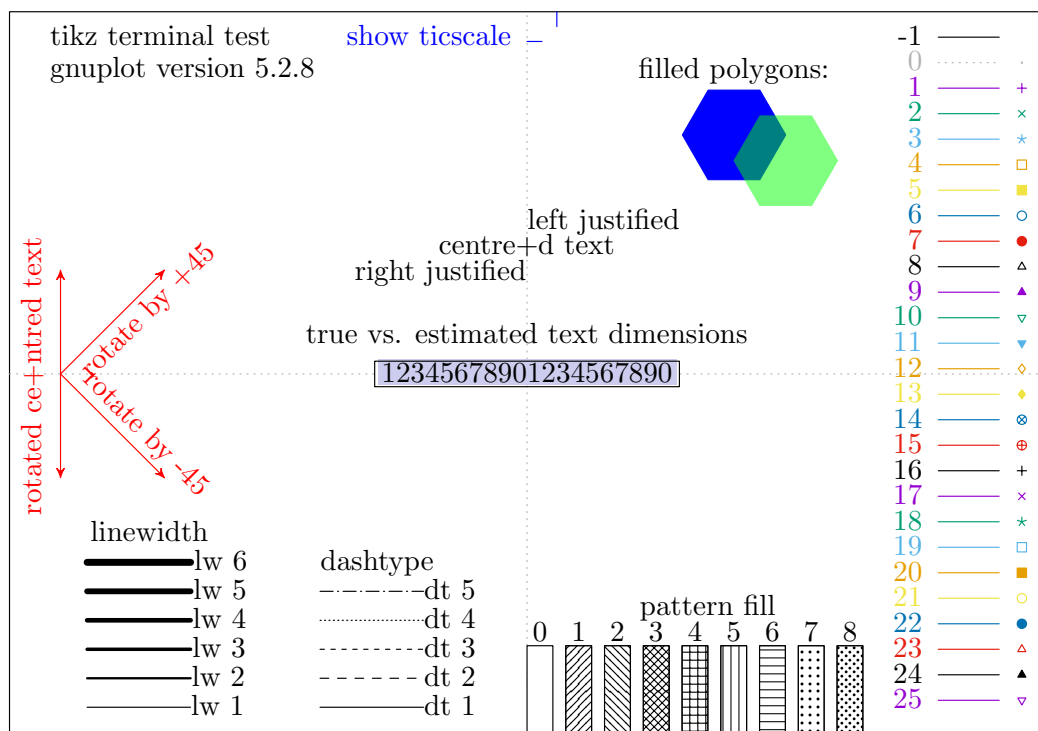 tikz terminal test
gnuplot version 5.2.8
show ticscale
filled polygons:
left justified
centre+d text
right justified
true vs. estimated text dimensions
12345678901234567890
rotated ce+ntred text
rotate by +45
rotate by -45
linewidth
lw 6
lw 5
lw 4
lw 3
lw 2
lw 1
dashtype
dt 5
dt 4
dt 3
dt 2
dt 1
pattern fill
0 1 2 3 4 5 6 7 8
-1
0
1
2
3
4
5
6
7
8
9
10
11
12
13
14
15
16
17
18
19
20
21
22
23
24
25